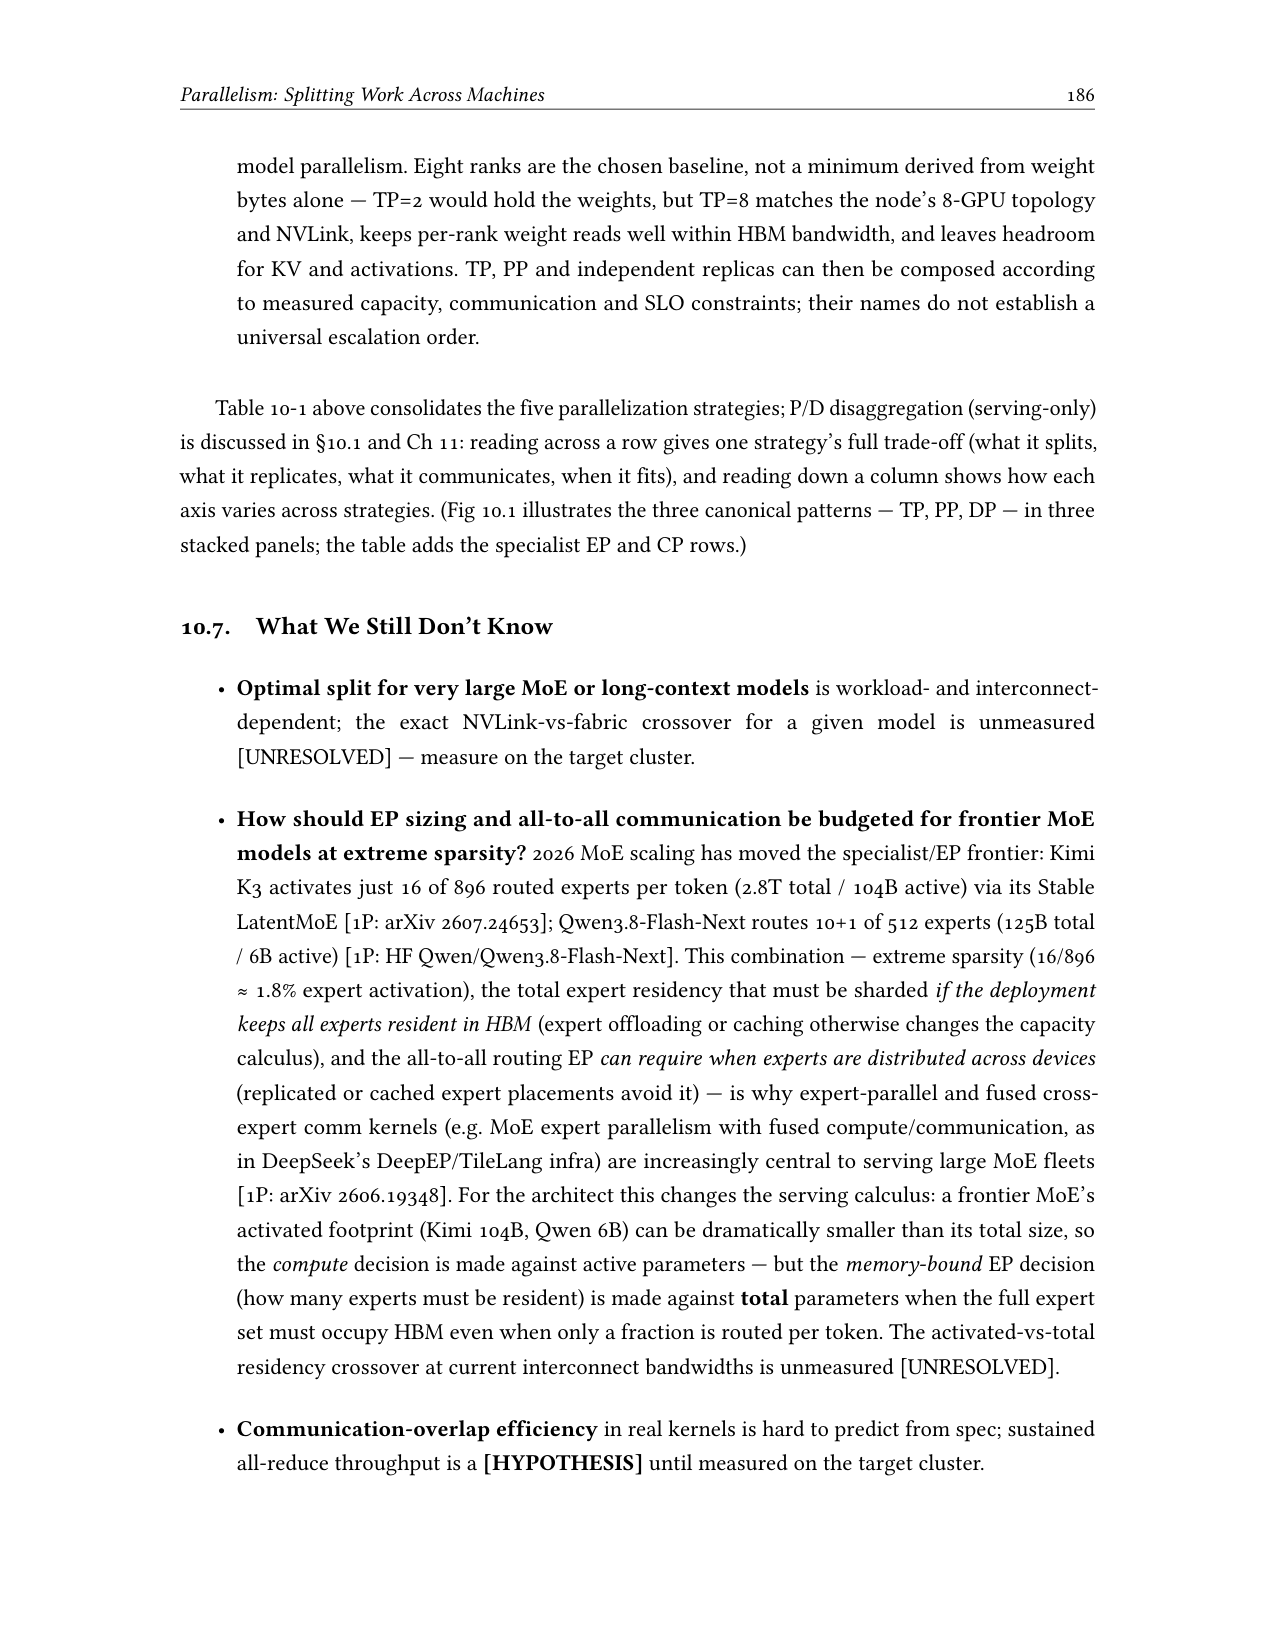 Parallelism: Splitting Work Across Machines 186
model parallelism. Eight ranks are the chosen baseline, not a minimum derived from weight
bytes alone — TP=2 would hold the weights, but TP=8 matches the node’s 8-GPU topology
and NVLink, keeps per-rank weight reads well within HBM bandwidth, and leaves headroom
for KV and activations. TP, PP and independent replicas can then be composed according
to measured capacity, communication and SLO constraints; their names do not establish a
universal escalation order.
Table 10-1 above consolidates the five parallelization strategies; P/D disaggregation (serving-only)
is discussed in §10.1 and Ch 11: reading across a row gives one strategy’s full trade-off (what it splits,
what it replicates, what it communicates, when it fits), and reading down a column shows how each
axis varies across strategies. (Fig 10.1 illustrates the three canonical patterns — TP, PP, DP — in three
stacked panels; the table adds the specialist EP and CP rows.)
10.7. What We Still Don’t Know
• Optimal split for very large MoE or long-context models is workload- and interconnect-
dependent; the exact NVLink-vs-fabric crossover for a given model is unmeasured
[UNRESOLVED] — measure on the target cluster.
• How should EP sizing and all-to-all communication be budgeted for frontier MoE
models at extreme sparsity? 2026 MoE scaling has moved the specialist/EP frontier: Kimi
K3 activates just 16 of 896 routed experts per token (2.8T total / 104B active) via its Stable
LatentMoE [1P: arXiv 2607.24653]; Qwen3.8-Flash-Next routes 10+1 of 512 experts (125B total
/ 6B active) [1P: HF Qwen/Qwen3.8-Flash-Next]. This combination — extreme sparsity (16/896
≈ 1.8% expert activation), the total expert residency that must be sharded if the deployment
keeps all experts resident in HBM (expert offloading or caching otherwise changes the capacity
calculus), and the all-to-all routing EP can require when experts are distributed across devices
(replicated or cached expert placements avoid it) — is why expert-parallel and fused cross-
expert comm kernels (e.g. MoE expert parallelism with fused compute/communication, as
in DeepSeek’s DeepEP/TileLang infra) are increasingly central to serving large MoE fleets
[1P: arXiv 2606.19348]. For the architect this changes the serving calculus: a frontier MoE’s
activated footprint (Kimi 104B, Qwen 6B) can be dramatically smaller than its total size, so
the compute decision is made against active parameters — but the memory-bound EP decision
(how many experts must be resident) is made against total parameters when the full expert
set must occupy HBM even when only a fraction is routed per token. The activated-vs-total
residency crossover at current interconnect bandwidths is unmeasured [UNRESOLVED].
• Communication-overlap efficiency in real kernels is hard to predict from spec; sustained
all-reduce throughput is a [HYPOTHESIS] until measured on the target cluster.